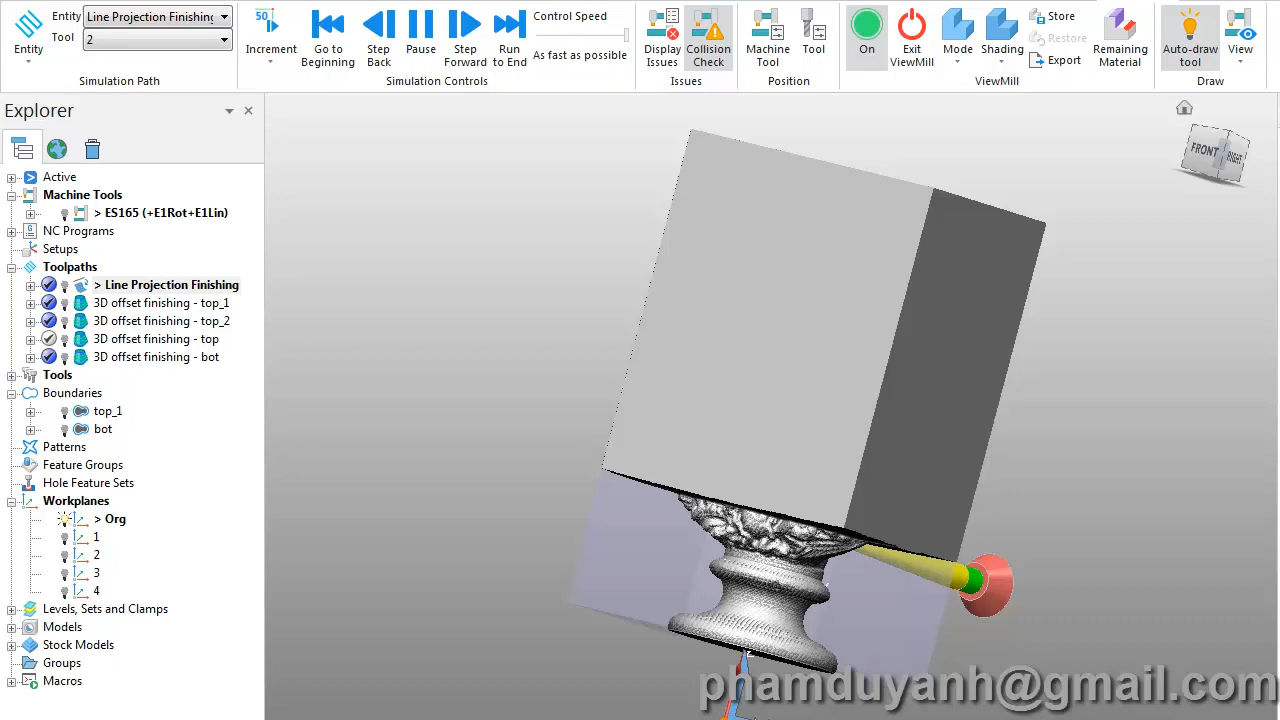 Entity
Line Projection Finishing
Tool
2
Entity
Simulation Path
50
Increment
Go to Beginning
Step Back
Pause
Step Forward
Run to End
Control Speed
As fast as possible
Simulation Controls
Display Issues
Collision Check
Issues
Machine Tool
Tool
Position
On
Exit ViewMill
Mode
Shading
Store
Restore
Export
Remaining Material
ViewMill
Auto-draw tool
View
Draw
Explorer
Active
Machine Tools
> ES165 (+E1Rot+E1Lin)
NC Programs
Setups
Toolpaths
> Line Projection Finishing
3D offset finishing - top_1
3D offset finishing - top_2
3D offset finishing - top
3D offset finishing - bot
Tools
Boundaries
top_1
bot
Patterns
Feature Groups
Hole Feature Sets
Workplanes
> Org
1
2
3
4
Levels, Sets and Clamps
Models
Stock Models
Groups
Macros
FRONT
RIGHT
Z
phamduyanh@gmail.com